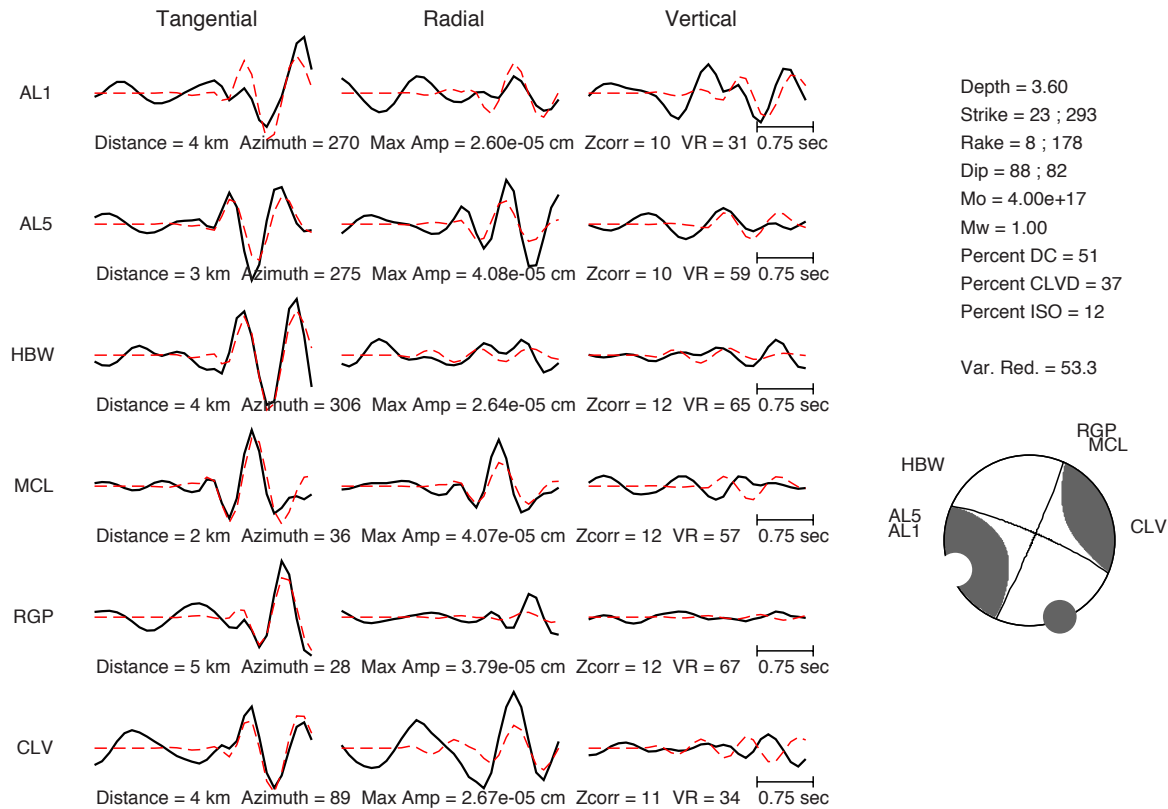 Tangential Radial Vertical
AL1
Distance = 4 km Azimuth = 270 Max Amp = 2.60e-05 cm Zcorr = 10 VR = 31 0.75 sec
AL5
Distance = 3 km Azimuth = 275 Max Amp = 4.08e-05 cm Zcorr = 10 VR = 59 0.75 sec
HBW
Distance = 4 km Azimuth = 306 Max Amp = 2.64e-05 cm Zcorr = 12 VR = 65 0.75 sec
MCL
Distance = 2 km Azimuth = 36 Max Amp = 4.07e-05 cm Zcorr = 12 VR = 57 0.75 sec
RGP
Distance = 5 km Azimuth = 28 Max Amp = 3.79e-05 cm Zcorr = 12 VR = 67 0.75 sec
CLV
Distance = 4 km Azimuth = 89 Max Amp = 2.67e-05 cm Zcorr = 11 VR = 34 0.75 sec
Depth = 3.60
Strike = 23 ; 293
Rake = 8 ; 178
Dip = 88 ; 82
Mo = 4.00e+17
Mw = 1.00
Percent DC = 51
Percent CLVD = 37
Percent ISO = 12
Var. Red. = 53.3
RGP
MCL
HBW
AL5
AL1
CLV